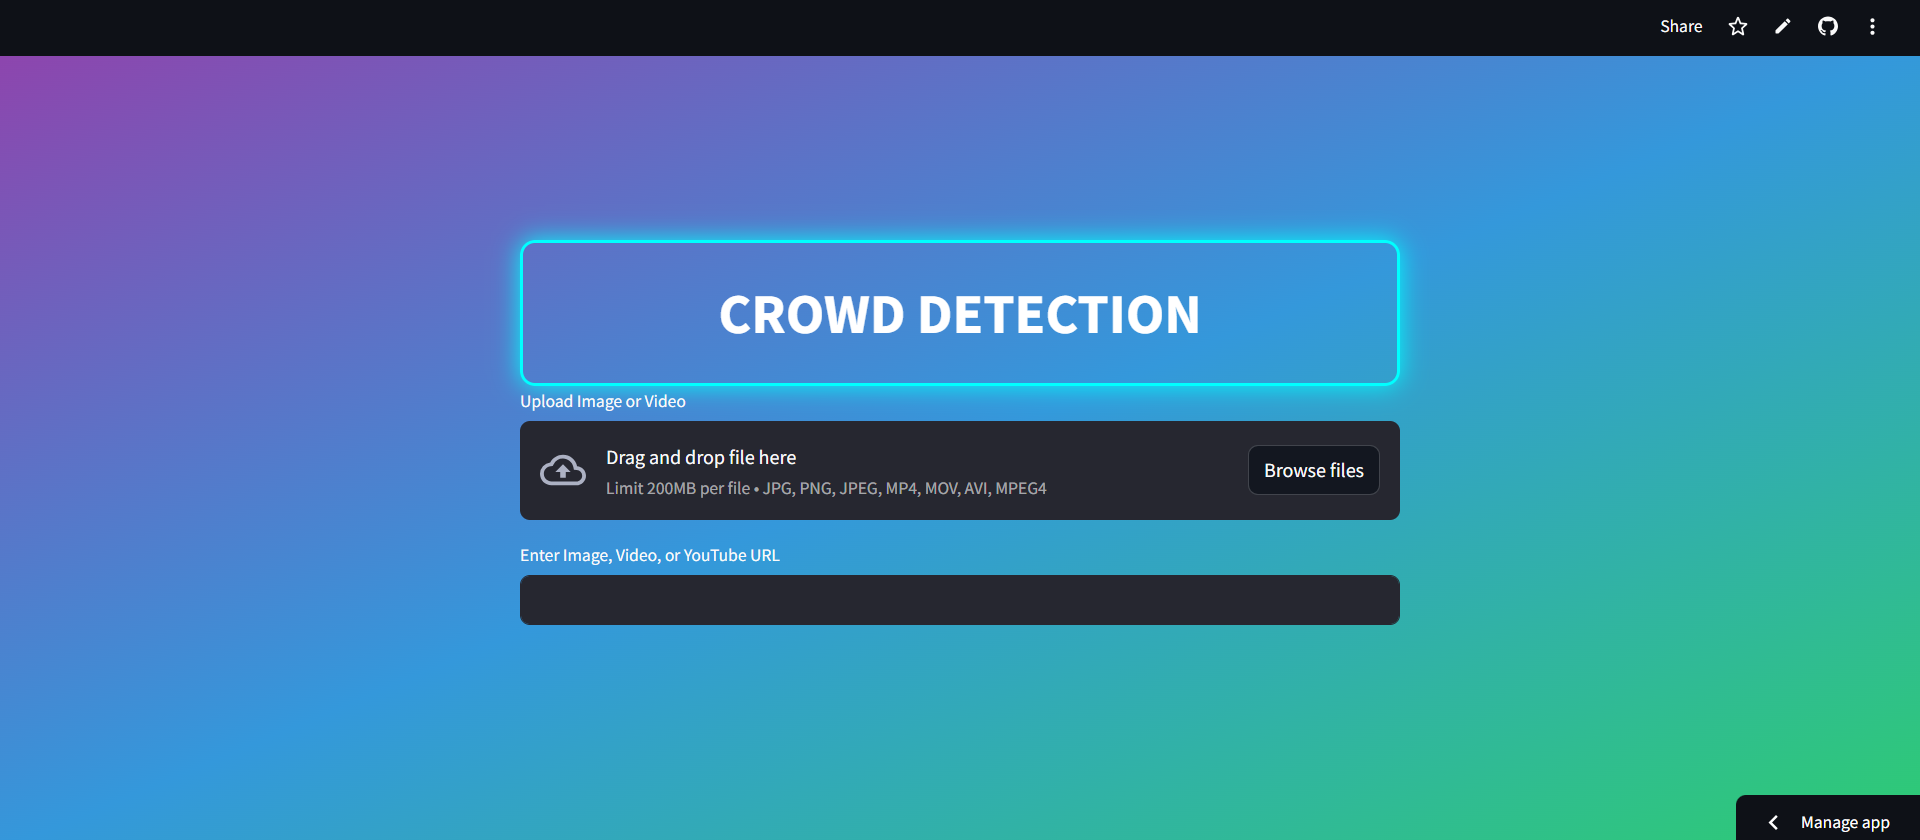 Share
CROWD DETECTION
Upload Image or Video
Drag and drop file here
Limit 200MB per file • JPG, PNG, JPEG, MP4, MOV, AVI, MPEG4
Browse files
Enter Image, Video, or YouTube URL
Manage app